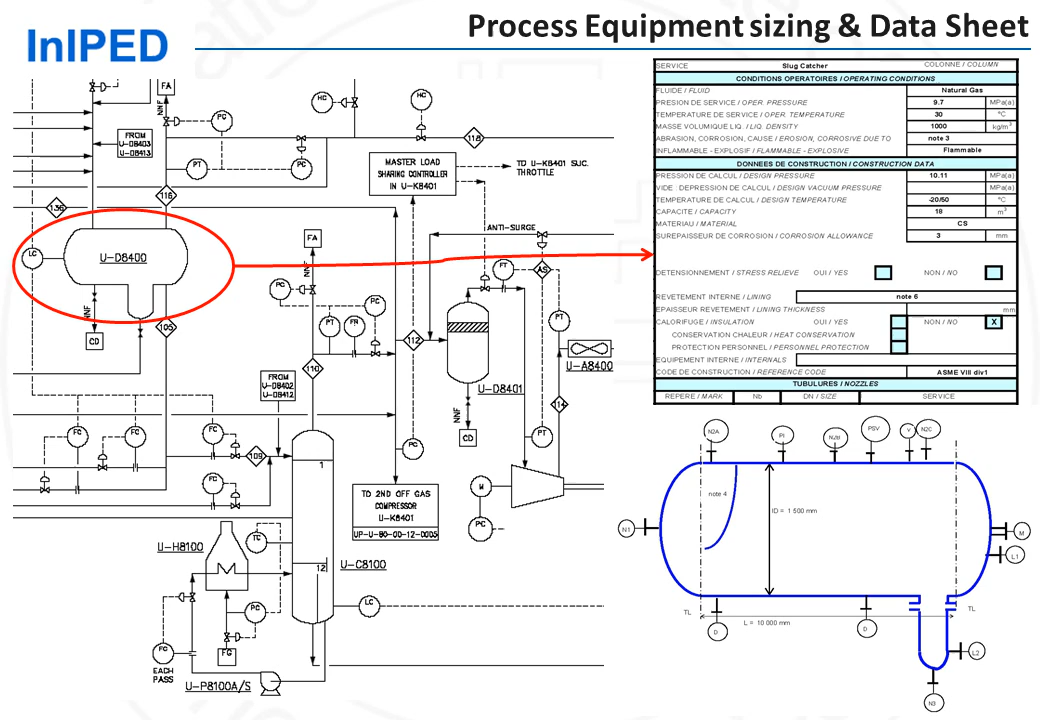 InIPED
Process Equipment sizing & Data Sheet
FA
NNF
PC
HC
HC
118
FROM
U-D8403
U-D8413
PT
PC
116
MASTER LOAD
SHARING CONTROLLER
IN U-K8401
TO U-K8401 SUC.
THROTTLE
136
LC
U-D8400
NNF
CD
105
FA
NNF
PC
PC
PT
FR
112
110
ANTI-SURGE
FT
AS
PT
U-A8400
U-D8401
NNF
CD
114
PT
PC
FROM
U-D8402
U-D8412
FC
FC
FC
109
FC
1
12
TO 2ND OFF GAS
COMPRESSOR
U-K8401
UP-U-80-00-12-0005
M
PC
U-H8100
TC
U-C8100
PC
LC
FC
FG
EACH
PASS
U-P8100A/S
SERVICE Slug Catcher COLONNE / COLUMN
CONDITIONS OPERATOIRES / OPERATING CONDITIONS
FLUIDE / FLUID Natural Gas
PRESION DE SERVICE / OPER. PRESSURE 9.7 MPa(a)
TEMPERATURE DE SERVICE / OPER. TEMPERATURE 30 °C
MASSE VOLUMIQUE LIQ. / LIQ. DENSITY 1000 kg/m3
ABRASION, CORROSION, CAUSE / EROSION, CORROSIVE DUE TO note 3
INFLAMMABLE - EXPLOSIF / FLAMMABLE - EXPLOSIVE Flammable
DONNEES DE CONSTRUCTION / CONSTRUCTION DATA
PRESSION DE CALCUL / DESIGN PRESSURE 10.11 MPa(a)
VIDE : DEPRESSION DE CALCUL / DESIGN VACUUM PRESSURE MPa(a)
TEMPERATURE DE CALCUL / DESIGN TEMPERATURE -20/50 °C
CAPACITE / CAPACITY 18 m3
MATERIAU / MATERIAL CS
SUREPAISSEUR DE CORROSION / CORROSION ALLOWANCE 3 mm
DETENSIONNEMENT / STRESS RELIEVE OUI / YES NON / NO
REVETEMENT INTERNE / LINING note 6
EPAISSEUR REVETEMENT / LINING THICKNESS mm
CALORIFUGE / INSULATION OUI / YES NON / NO X
CONSERVATION CHALEUR / HEAT CONSERVATION
PROTECTION PERSONNEL / PERSONNEL PROTECTION
EQUIPEMENT INTERNE / INTERNALS
CODE DE CONSTRUCTION / REFERENCE CODE ASME VIII div1
TUBULURES / NOZZLES
REPERE / MARK Nb DN / SIZE SERVICE
N2A
PI
N2B
PSV
V
N2C
note 4
ID = 1 500 mm
N1
M
L1
TL
TL
L = 10 000 mm
D
D
L2
N3